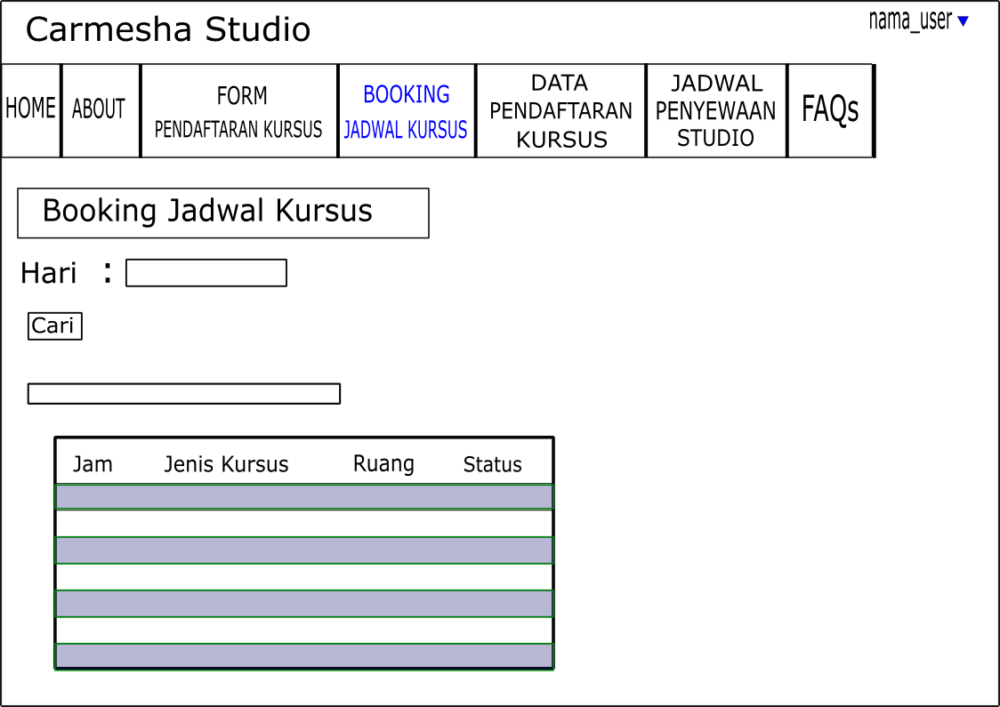 Carmesha Studio
nama_user
HOME
ABOUT
FORM
PENDAFTARAN KURSUS
BOOKING
JADWAL KURSUS
DATA
PENDAFTARAN
KURSUS
JADWAL
PENYEWAAN
STUDIO
FAQs
Booking Jadwal Kursus
Hari :
Cari
Jam Jenis Kursus Ruang Status